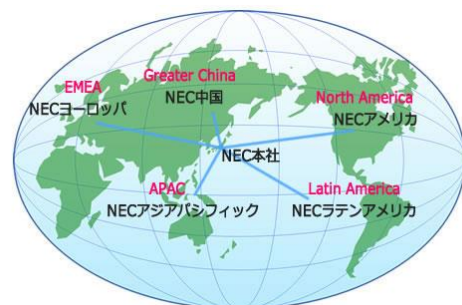 Greater China
NEC中国
EMEA
NECヨーロッパ
North America
NECアメリカ
NEC本社
APAC
NECアジアパシフィック
Latin America
NECラテンアメリカ